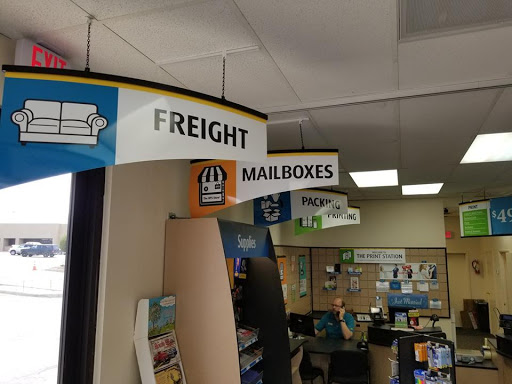 EXIT
FREIGHT
MAILBOXES
PACKING
PRINTING
Supplies
THE PRINT STATION
$49